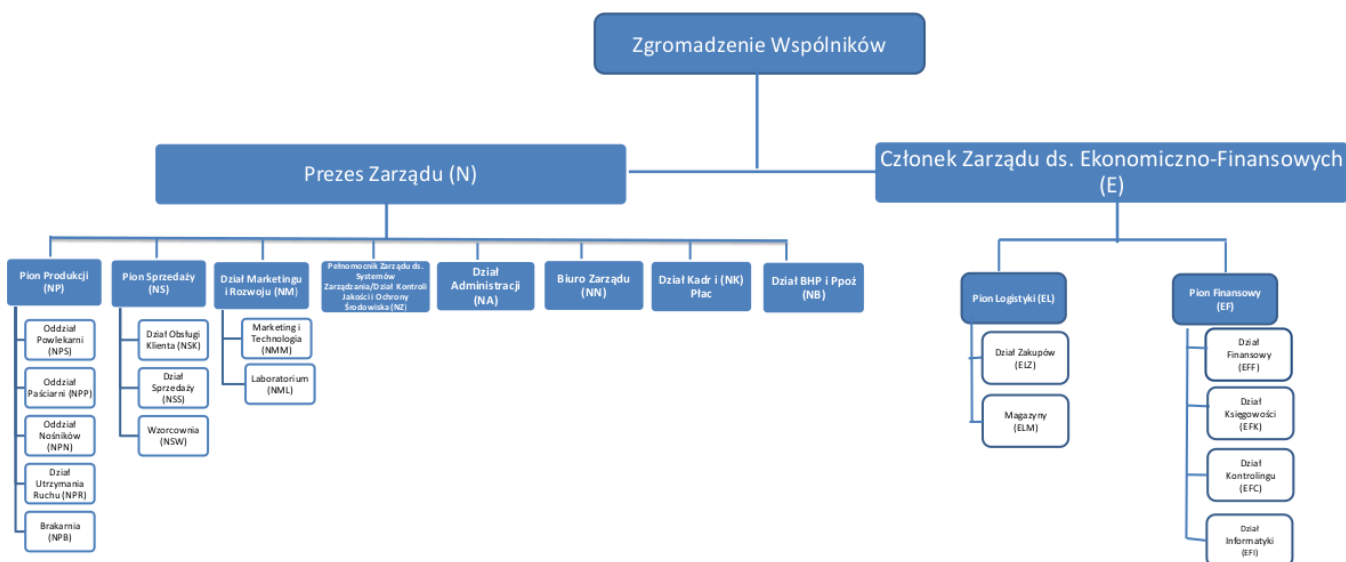 Zgromadzenie Wspólników
Prezes Zarządu (N)
Członek Zarządu ds. Ekonomiczno-Finansowych
(E)
Pion Produkcji
(NP)
Oddział
Powlekarni
(NPS)
Oddział
Paściarni (NPP)
Oddział
Nośników
(NPN)
Dział
Utrzymania
Ruchu (NPR)
Brakarnia
(NPB)
Pion Sprzedaży
(NS)
Dział Obsługi
Klienta (NSK)
Dział
Sprzedaży
(NSS)
Wzorcownia
(NSW)
Dział Marketingu
i Rozwoju (NM)
Marketing i
Technologia
(NMM)
Laboratorium
(NML)
Pełnomocnik Zarządu ds.
Systemów
Zarządzania/Dział Kontroli
Jakości i Ochrony
Środowiska (NZ)
Dział
Administracji
(NA)
Biuro Zarządu
(NN)
Dział Kadr i (NK)
Płac
Dział BHP i Ppoż
(NB)
Pion Logistyki (EL)
Dział Zakupów
(ELZ)
Magazyny
(ELM)
Pion Finansowy
(EF)
Dział
Finansowy
(EFF)
Dział
Księgowości
(EFK)
Dział
Kontrolingu
(EFC)
Dział
Informatyki
(EFI)